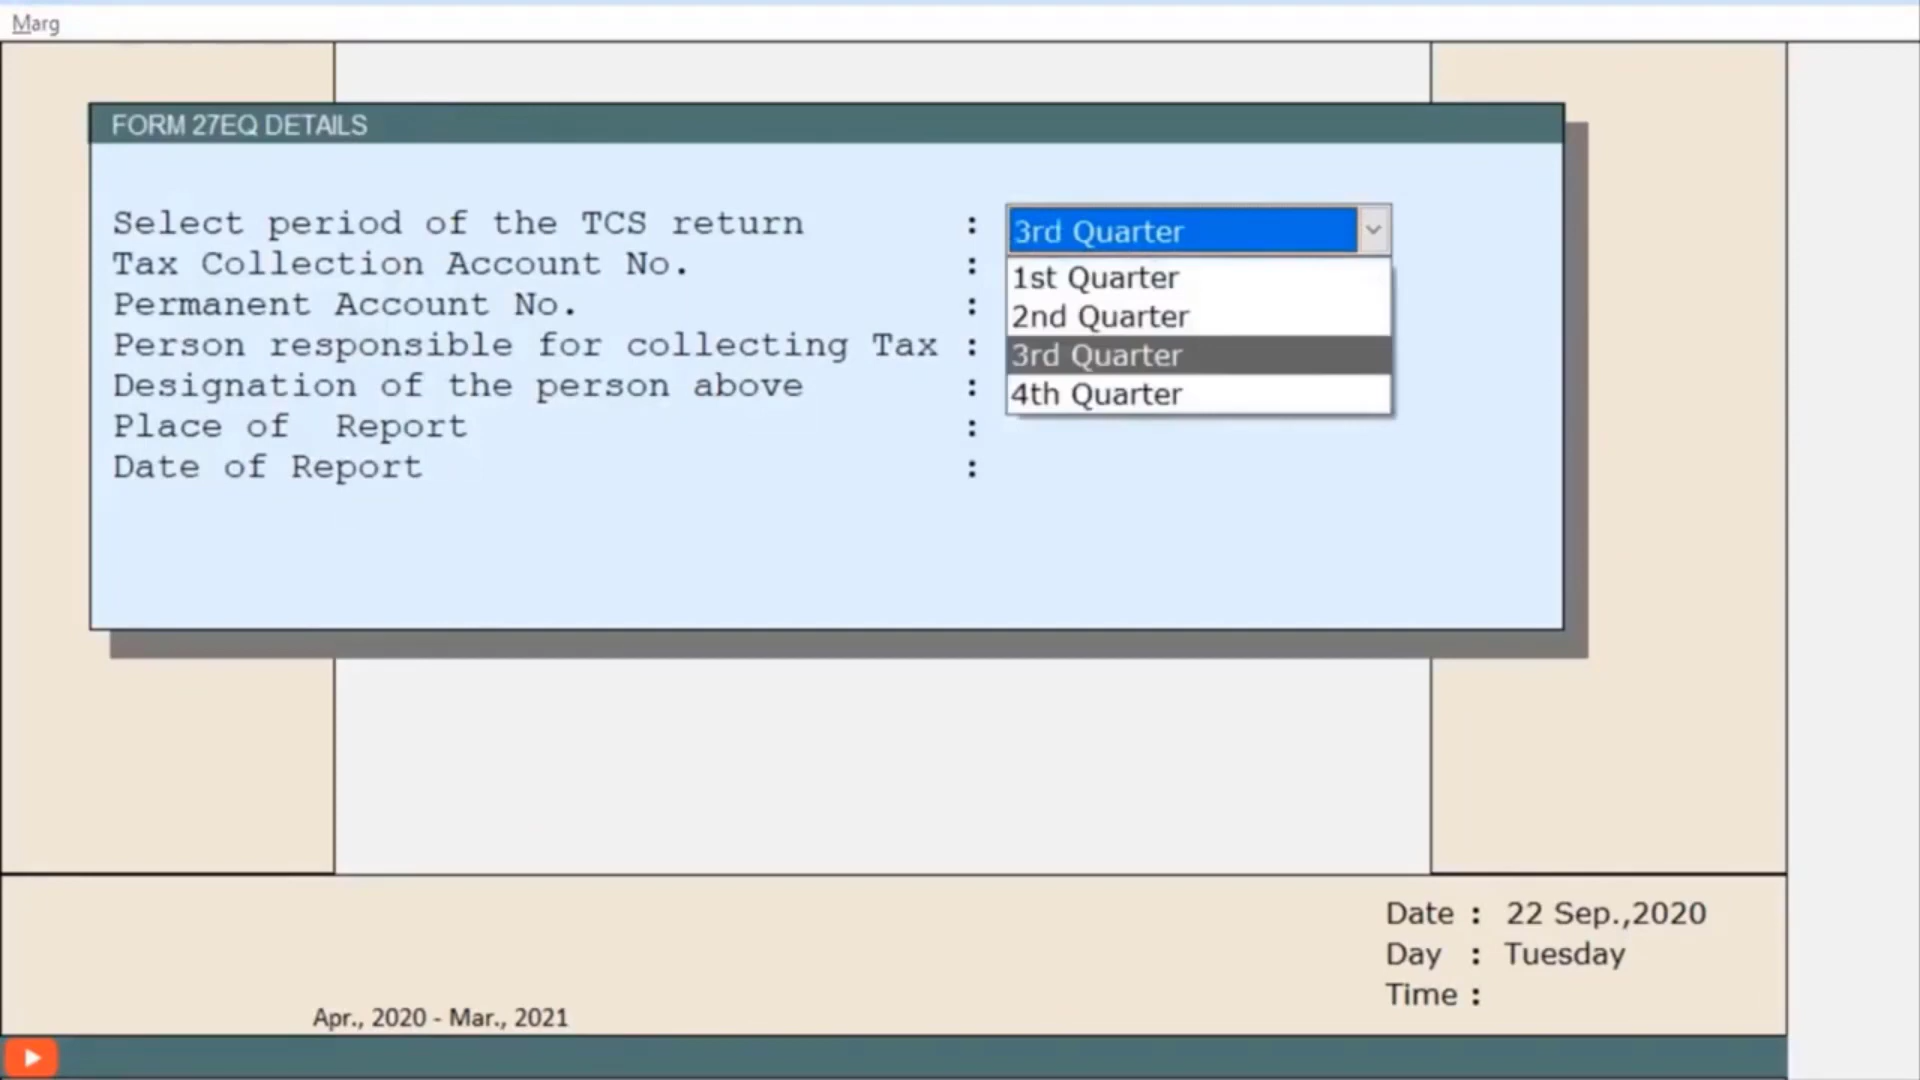 Marg
FORM 27EQ DETAILS
Select period of the TCS return : 3rd Quarter
Tax Collection Account No. :
1st Quarter
Permanent Account No. :
2nd Quarter
Person responsible for collecting Tax :
3rd Quarter
Designation of the person above :
4th Quarter
Place of Report :
Date of Report :
Date : 22 Sep.,2020
Day : Tuesday
Time :
Apr., 2020 - Mar., 2021